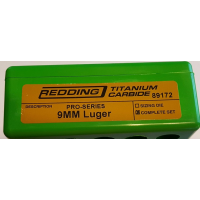 REDDING TITANIUM CARBIDE 89172
DESCRIPTION PRO-SERIES
9MM Luger
SIZING DIE
COMPLETE SET